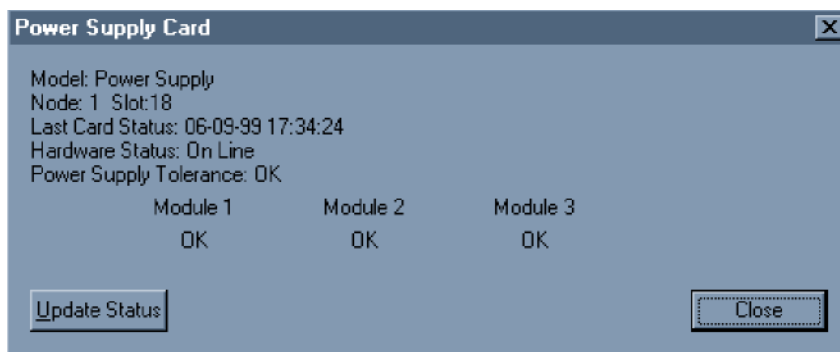 Power Supply Card
Model: Power Supply
Node: 1 Slot:18
Last Card Status: 06-09-99 17:34:24
Hardware Status: On Line
Power Supply Tolerance: OK
Module 1 Module 2 Module 3
OK OK OK
Update Status Close